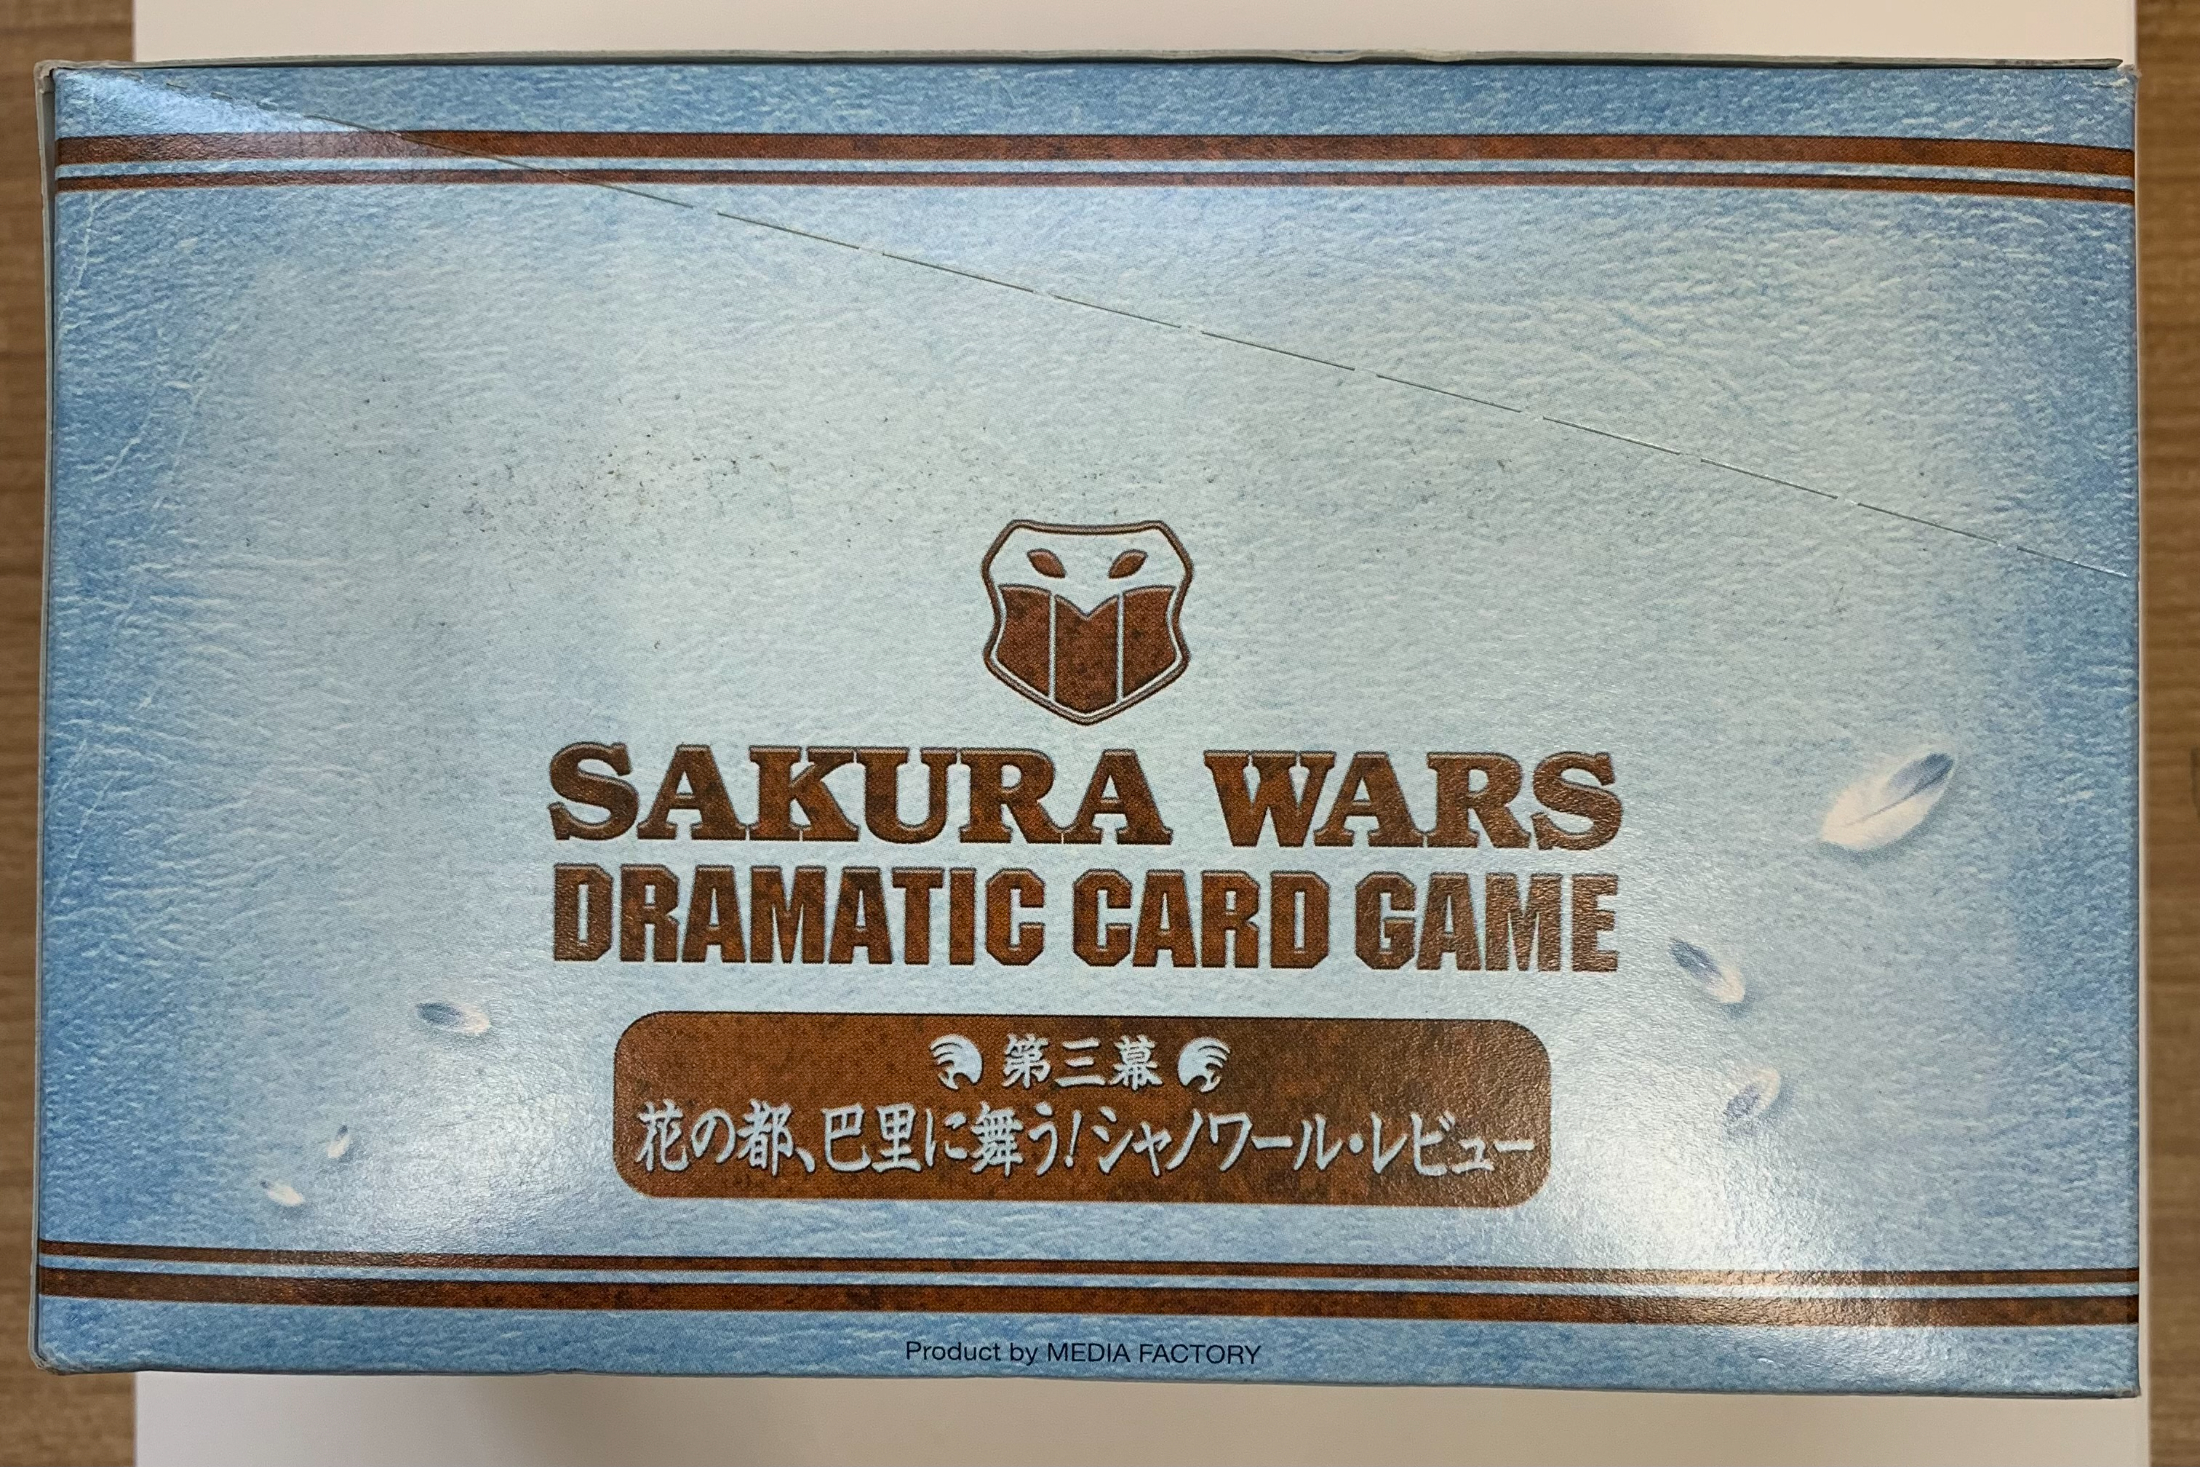 SAKURA WARS
DRAMATIC CARD GAME
第三幕
花の都、巴里に舞う!シャノワール・レビュー
Product by MEDIA FACTORY